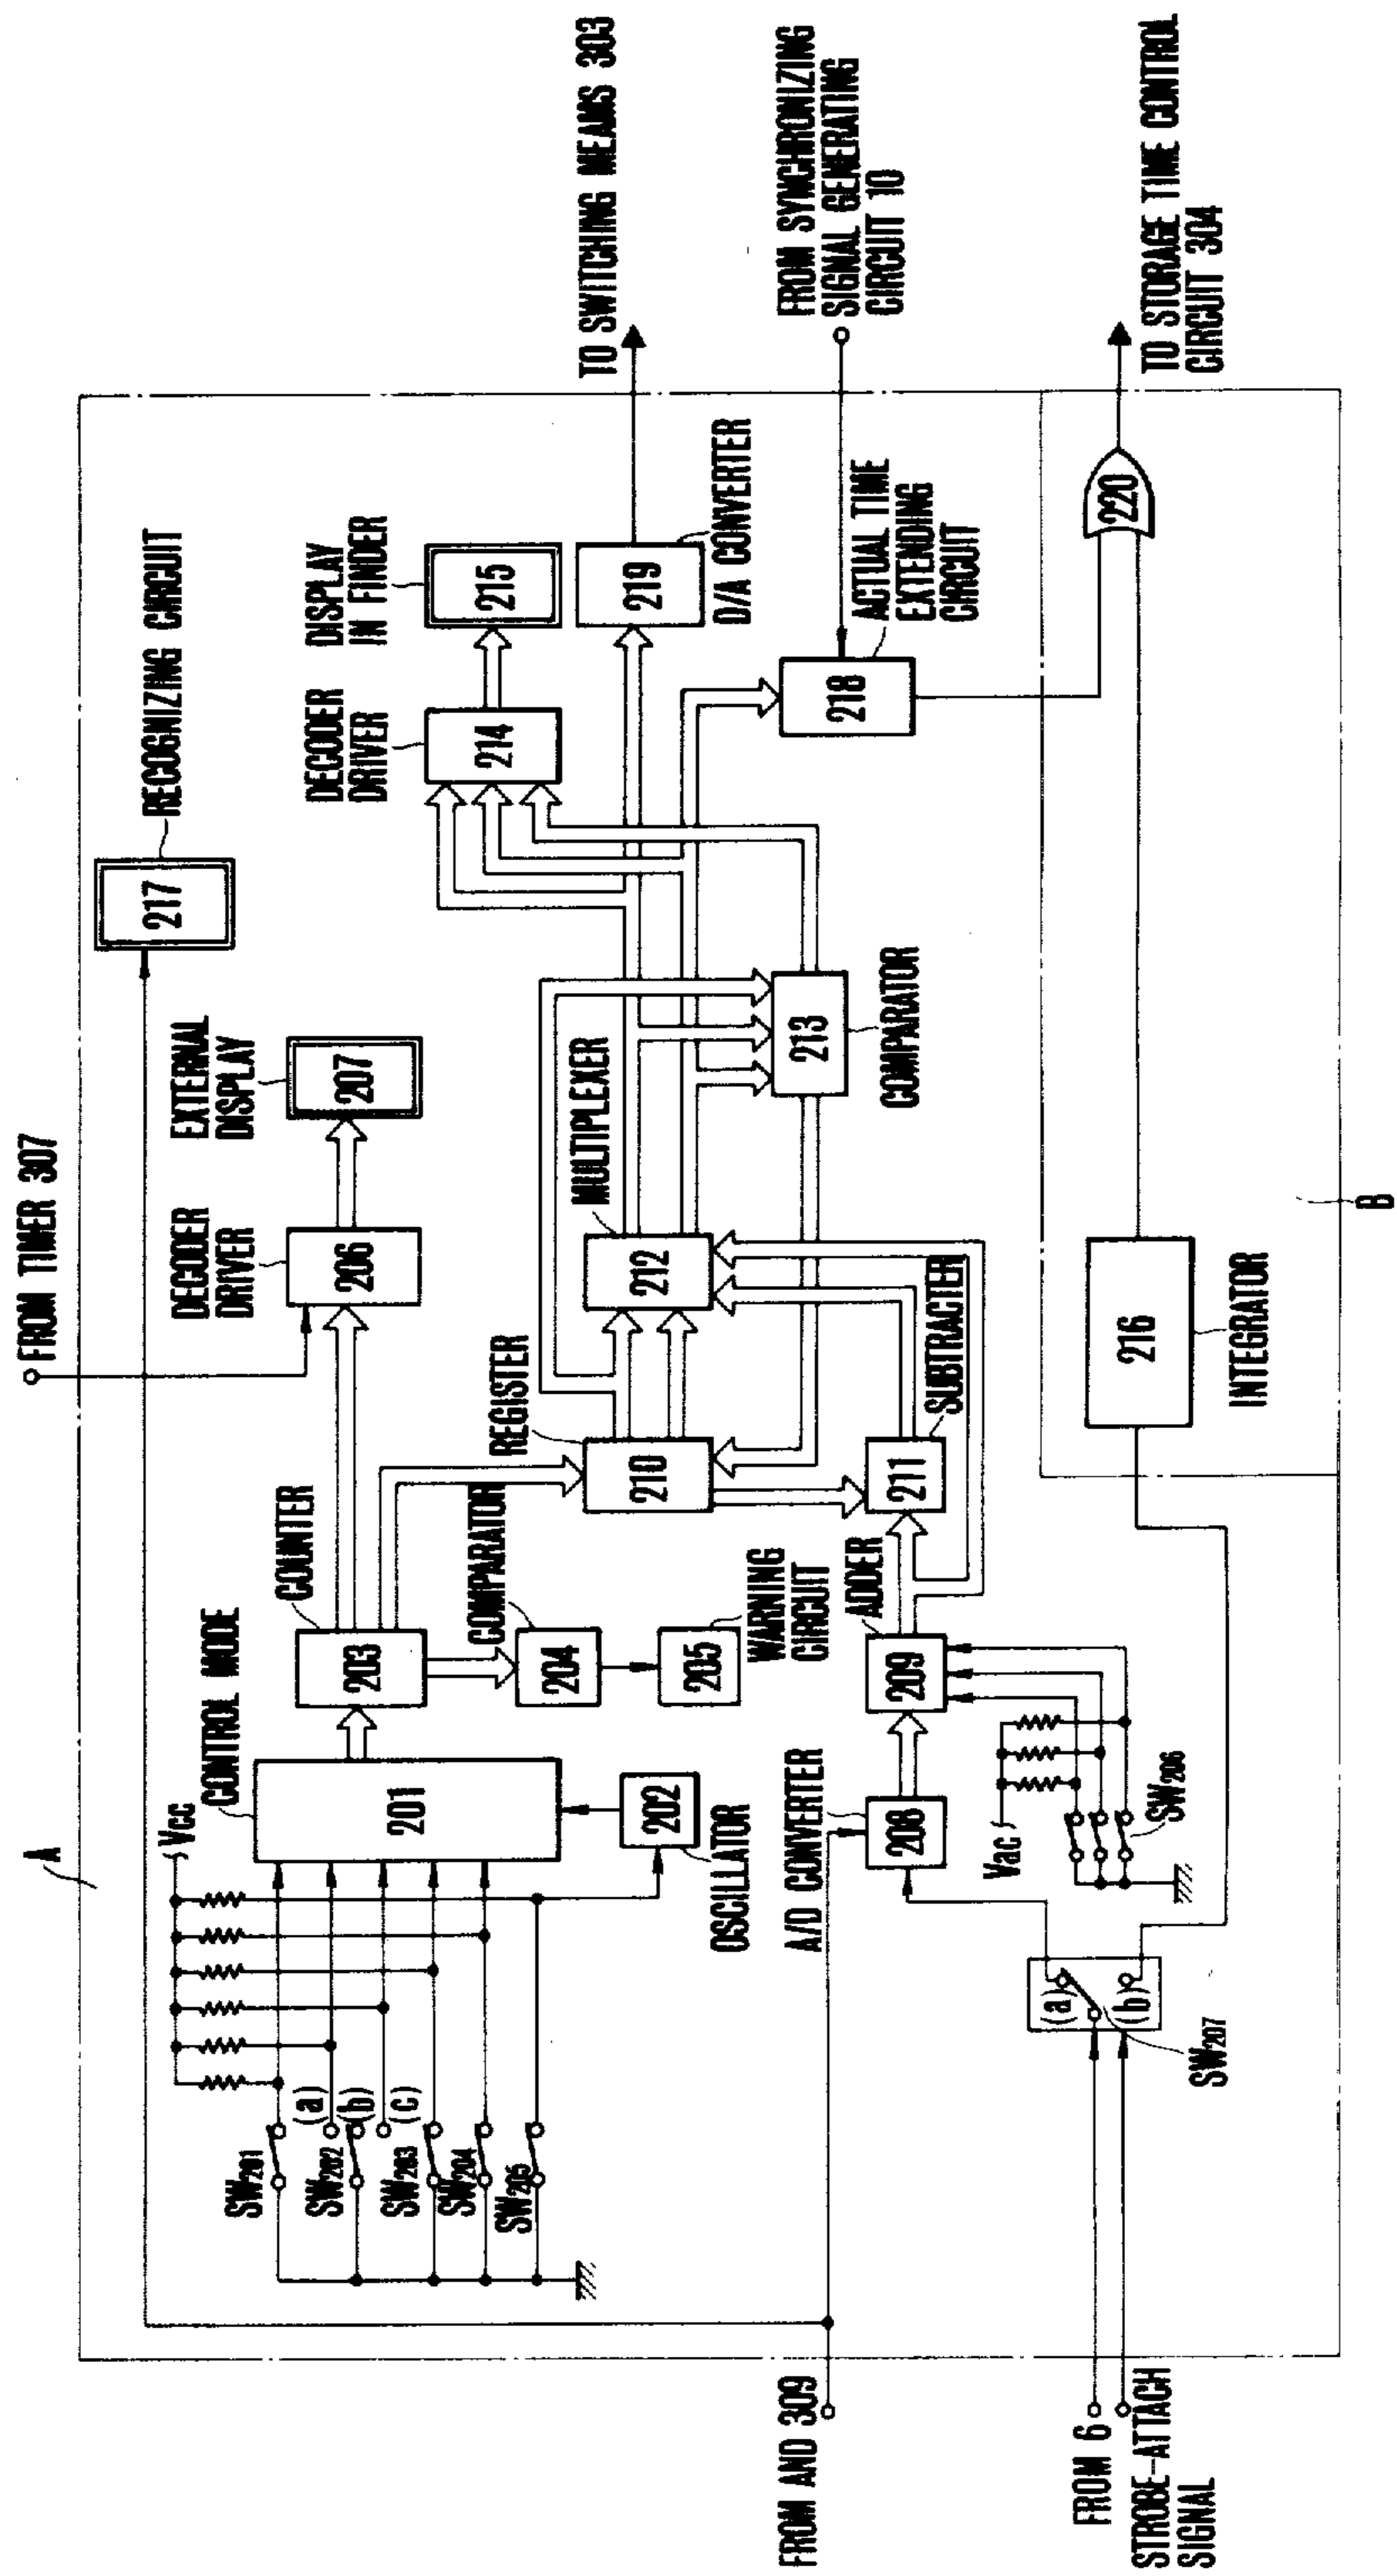 FROM TIMER 307
A
Vcc
CONTROL MODE
201
202
OSCILLATOR
SW201
SW202
SW203
SW204
SW205
(a)
(b)
(c)
COUNTER
203
COMPARATOR
204
205
WARNING
CIRCUIT
DECODER
DRIVER
206
EXTERNAL
DISPLAY
207
217
RECOGNIZING CIRCUIT
A/D CONVERTER
208
ADDER
209
Vac
SW206
REGISTER
210
211
SUBTRACTER
MULTIPLEXER
212
213
COMPARATOR
DECODER
DRIVER
214
DISPLAY
IN FINDER
215
219
D/A CONVERTER
TO SWITCHING MEAMS 303
218
ACTUAL TIME
EXTENDING
CIRCUIT
FROM SYNCHRONIZING
SIGNAL GENERATING
CIRCUIT 10
220
TO STORAGE TIME CONTROL
CIRCUIT 304
216
INTEGRATOR
B
(a)
(b)
SW207
FROM AND 309
FROM 6
STROBE-ATTACH
SIGNAL